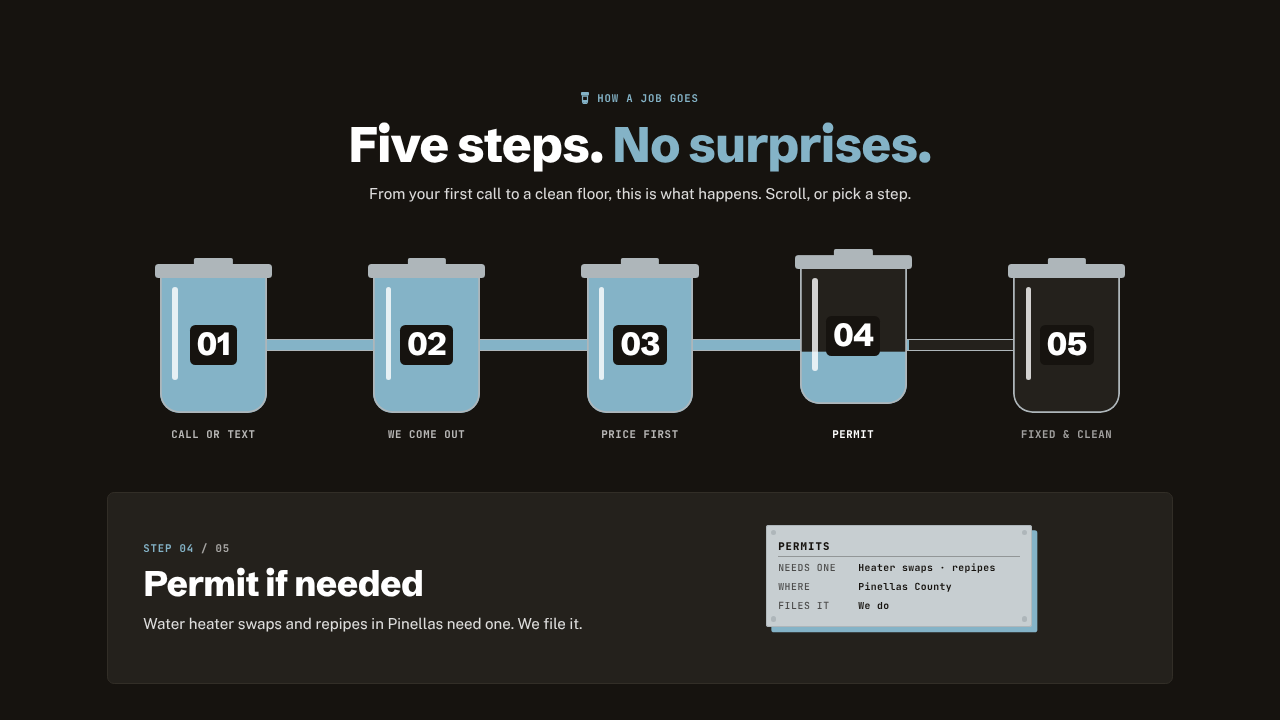 HOW A JOB GOES
Five steps. No surprises.
From your first call to a clean floor, this is what happens. Scroll, or pick a step.
01
02
03
04
05
CALL OR TEXT
WE COME OUT
PRICE FIRST
PERMIT
FIXED & CLEAN
STEP 04 / 05
Permit if needed
Water heater swaps and repipes in Pinellas need one. We file it.
PERMITS
NEEDS ONE Heater swaps · repipes
WHERE Pinellas County
FILES IT We do